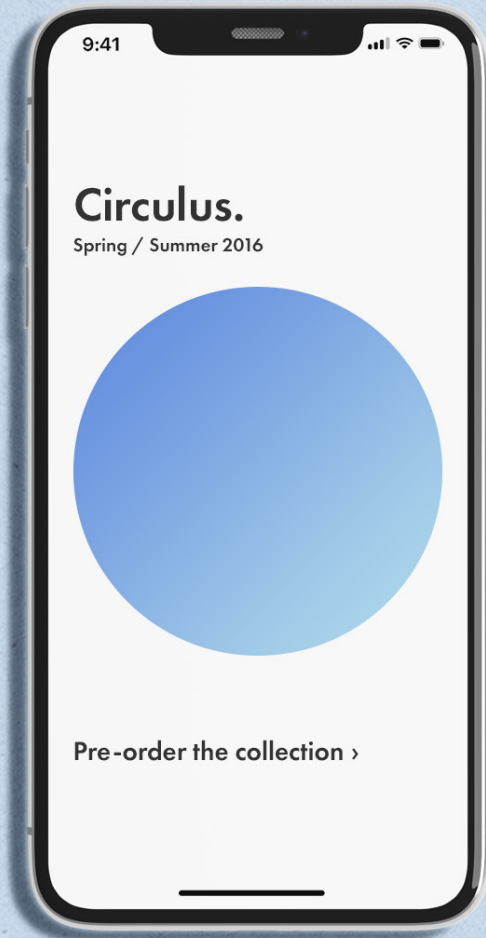 9:41
Circulus.
Spring / Summer 2016
Pre-order the collection ›